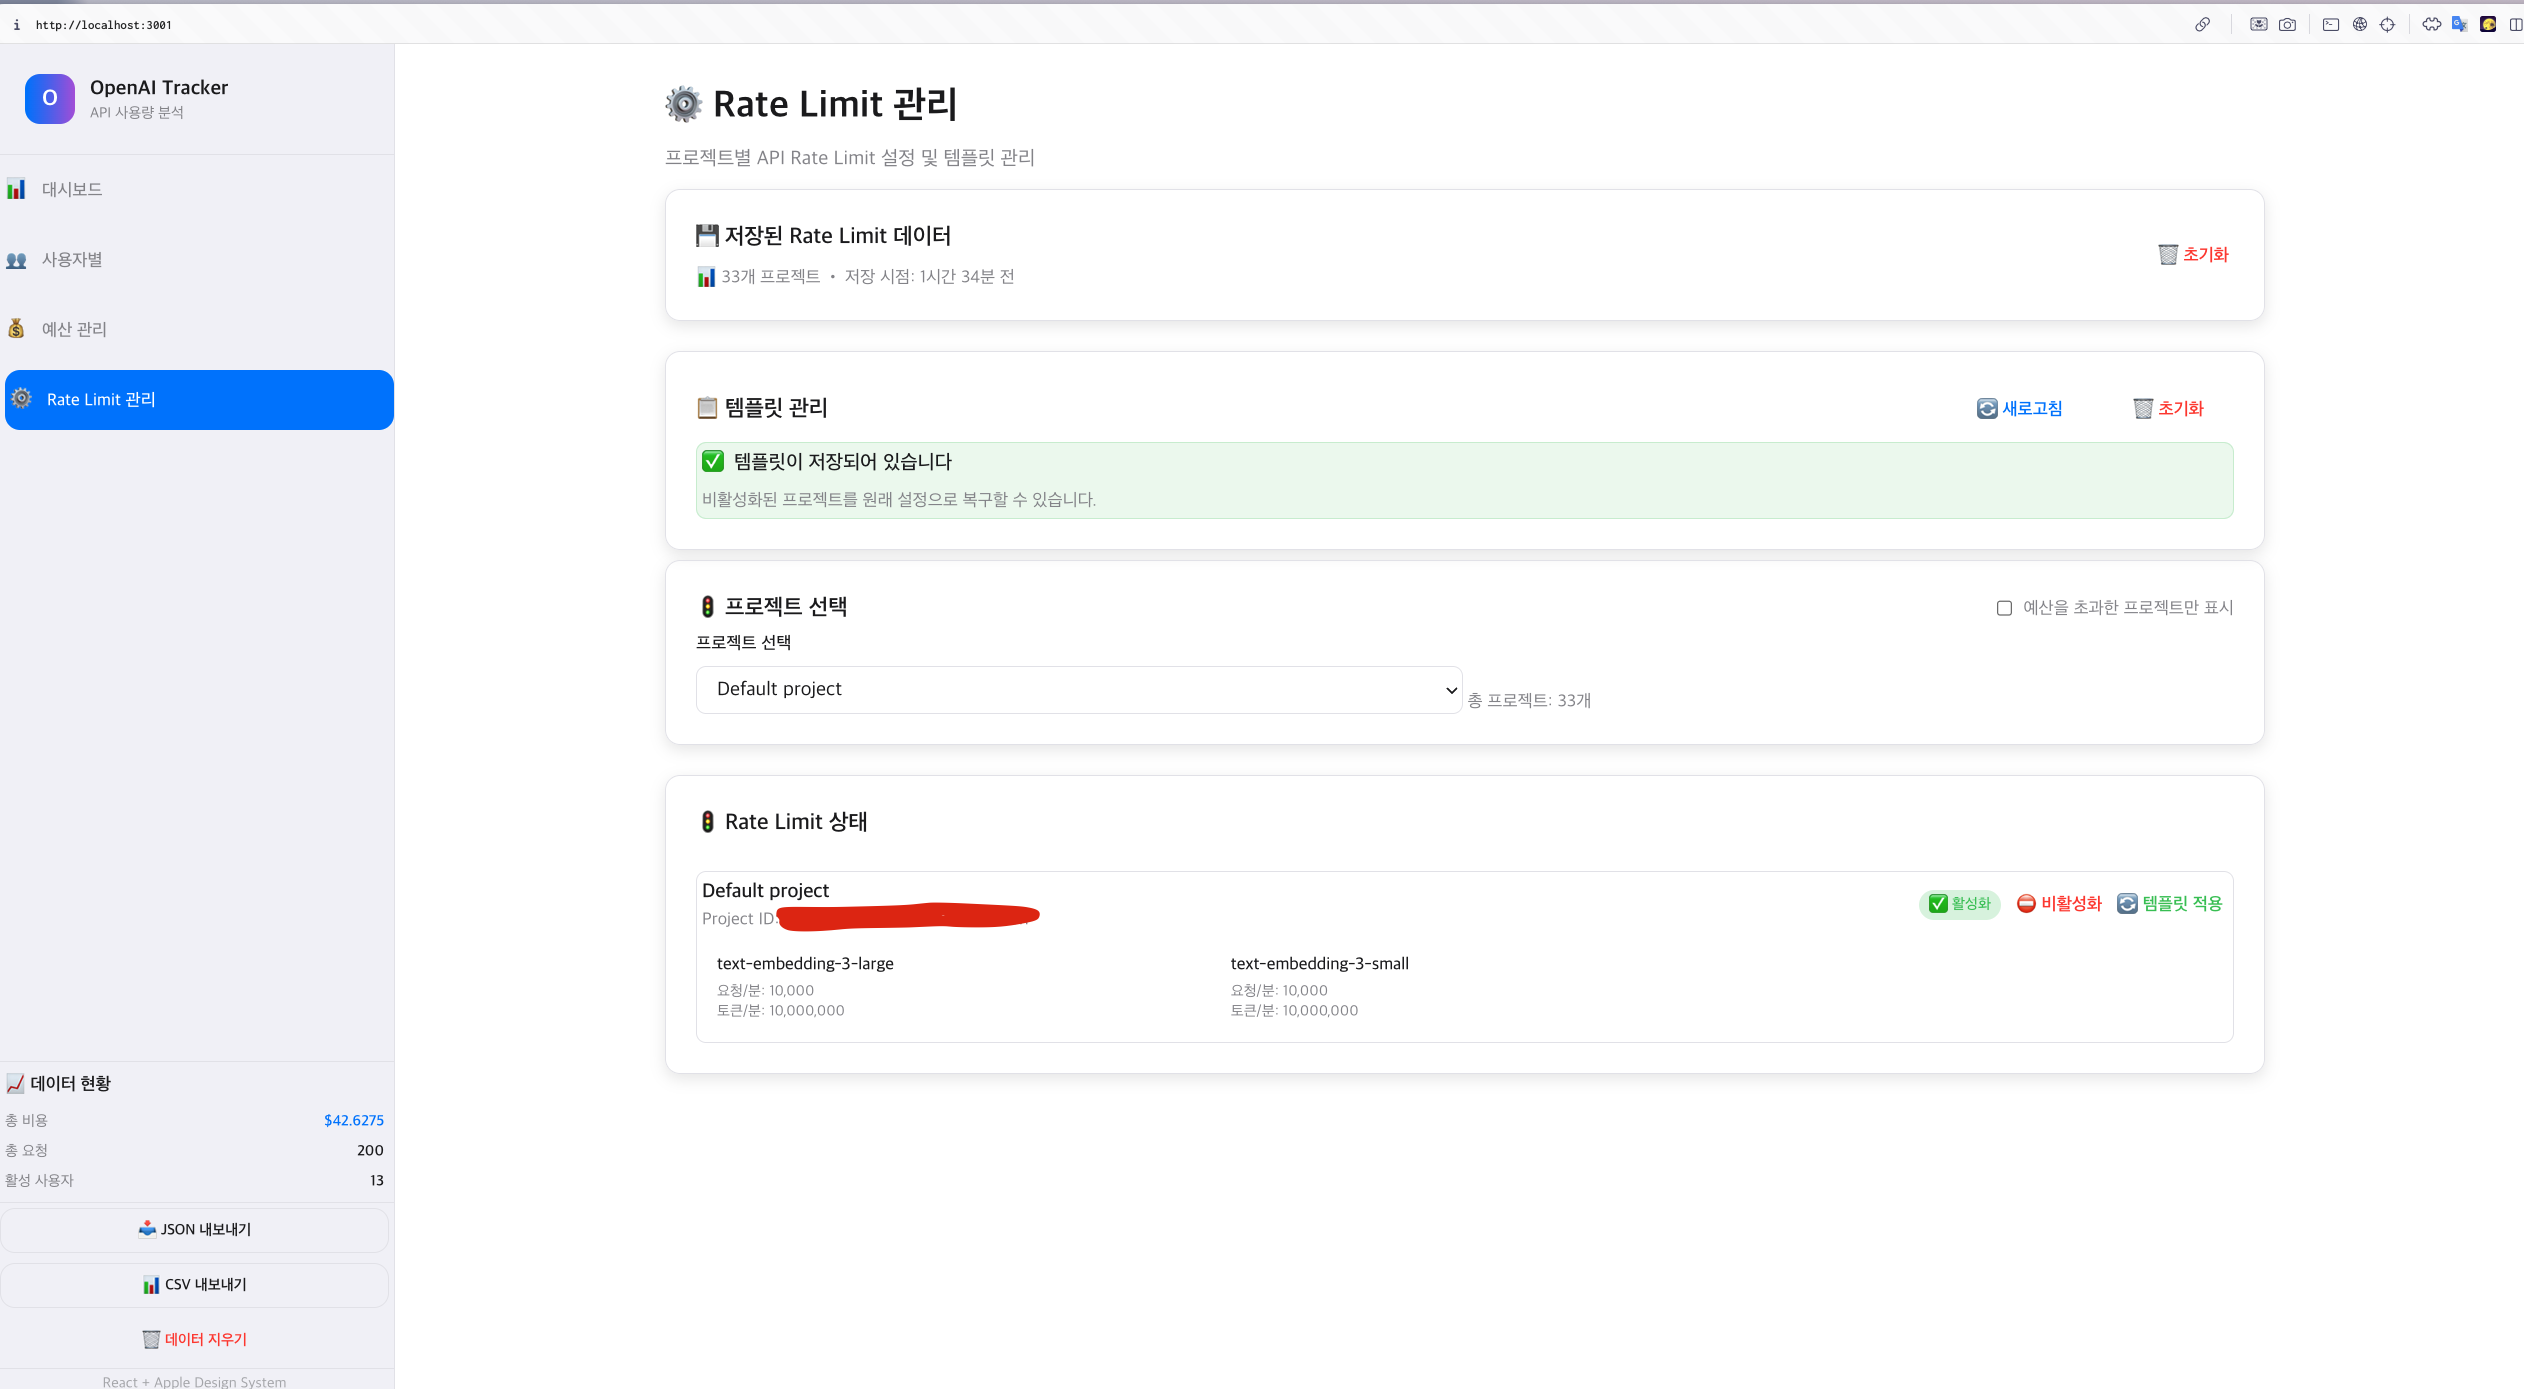 http://localhost:3001
O
OpenAI Tracker
API 사용량 분석
대시보드
사용자별
예산 관리
Rate Limit 관리
데이터 현황
총 비용 $42.6275
총 요청 200
활성 사용자 13
JSON 내보내기
CSV 내보내기
데이터 지우기
React + Apple Design System
Rate Limit 관리
프로젝트별 API Rate Limit 설정 및 템플릿 관리
저장된 Rate Limit 데이터
33개 프로젝트 • 저장 시점: 1시간 34분 전
초기화
템플릿 관리
새로고침
초기화
템플릿이 저장되어 있습니다
비활성화된 프로젝트를 원래 설정으로 복구할 수 있습니다.
프로젝트 선택
예산을 초과한 프로젝트만 표시
프로젝트 선택
Default project
총 프로젝트: 33개
Rate Limit 상태
Default project
Project ID:
활성화
비활성화
템플릿 적용
text-embedding-3-large
요청/분: 10,000
토큰/분: 10,000,000
text-embedding-3-small
요청/분: 10,000
토큰/분: 10,000,000